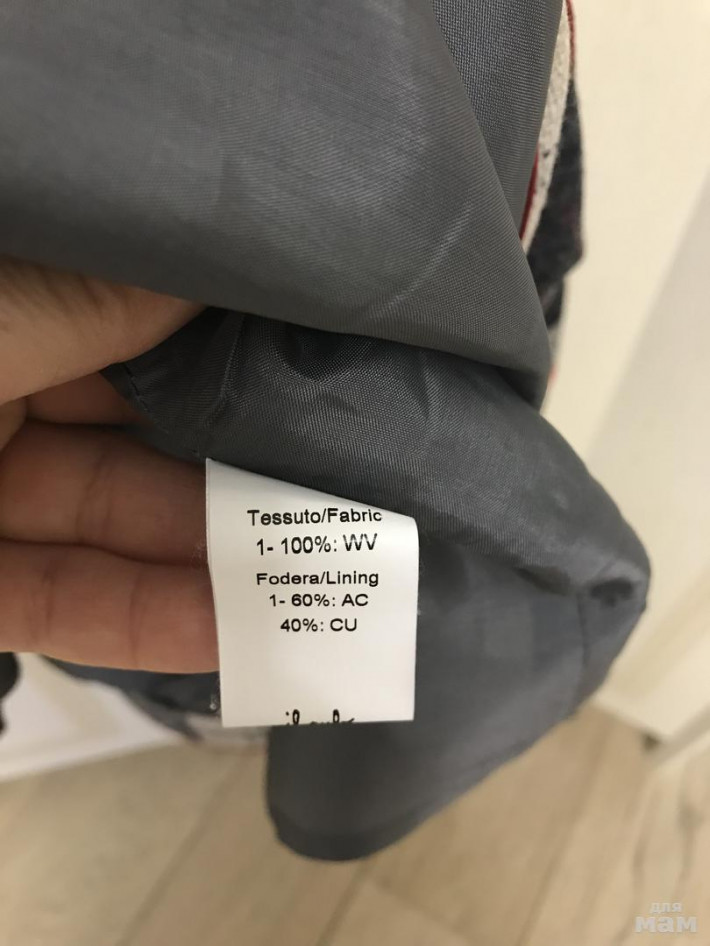 Tessuto/Fabric
1- 100%: WV
Fodera/Lining
1- 60%: AC
40%: CU
для
мам